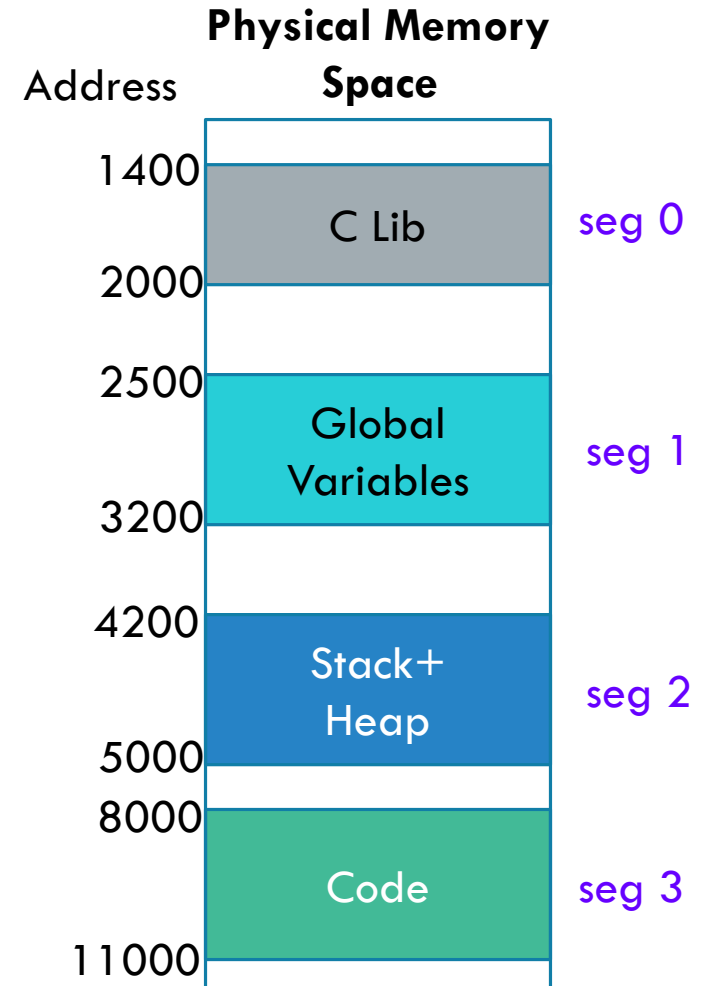 Physical Memory
Address Space
1400
C Lib seg 0
2000
2500
Global
Variables seg 1
3200
4200
Stack+
Heap seg 2
5000
8000
Code seg 3
11000